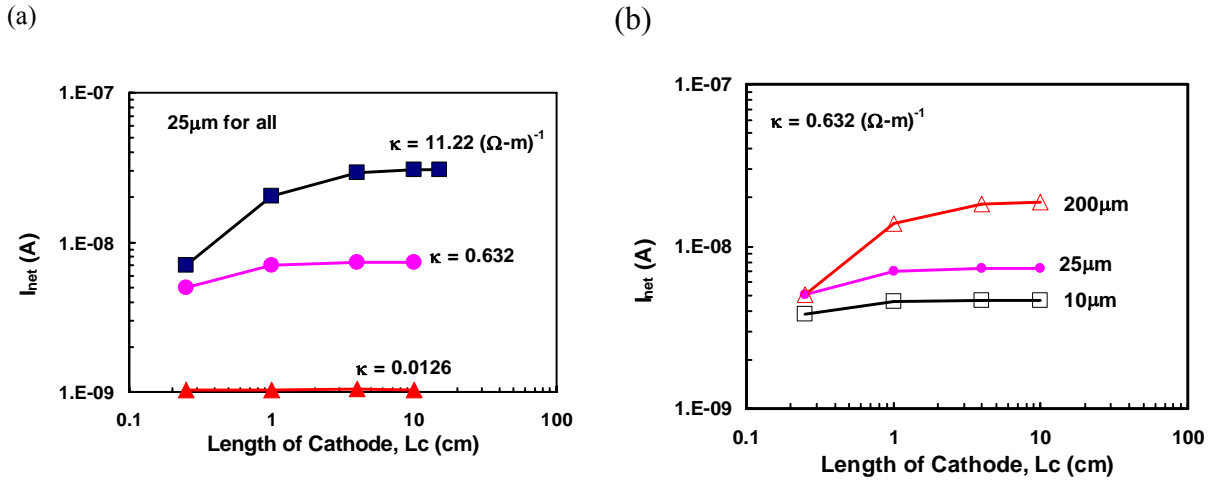 (a)
1.E-07
25μm for all
κ = 11.22 (Ω-m)-1
1.E-08
κ = 0.632
κ = 0.0126
1.E-09
0.1 1 10 100
Length of Cathode, Lc (cm)
Inet (A)
(b)
1.E-07
κ = 0.632 (Ω-m)-1
200μm
1.E-08
25μm
10μm
1.E-09
0.1 1 10 100
Length of Cathode, Lc (cm)
Inet (A)